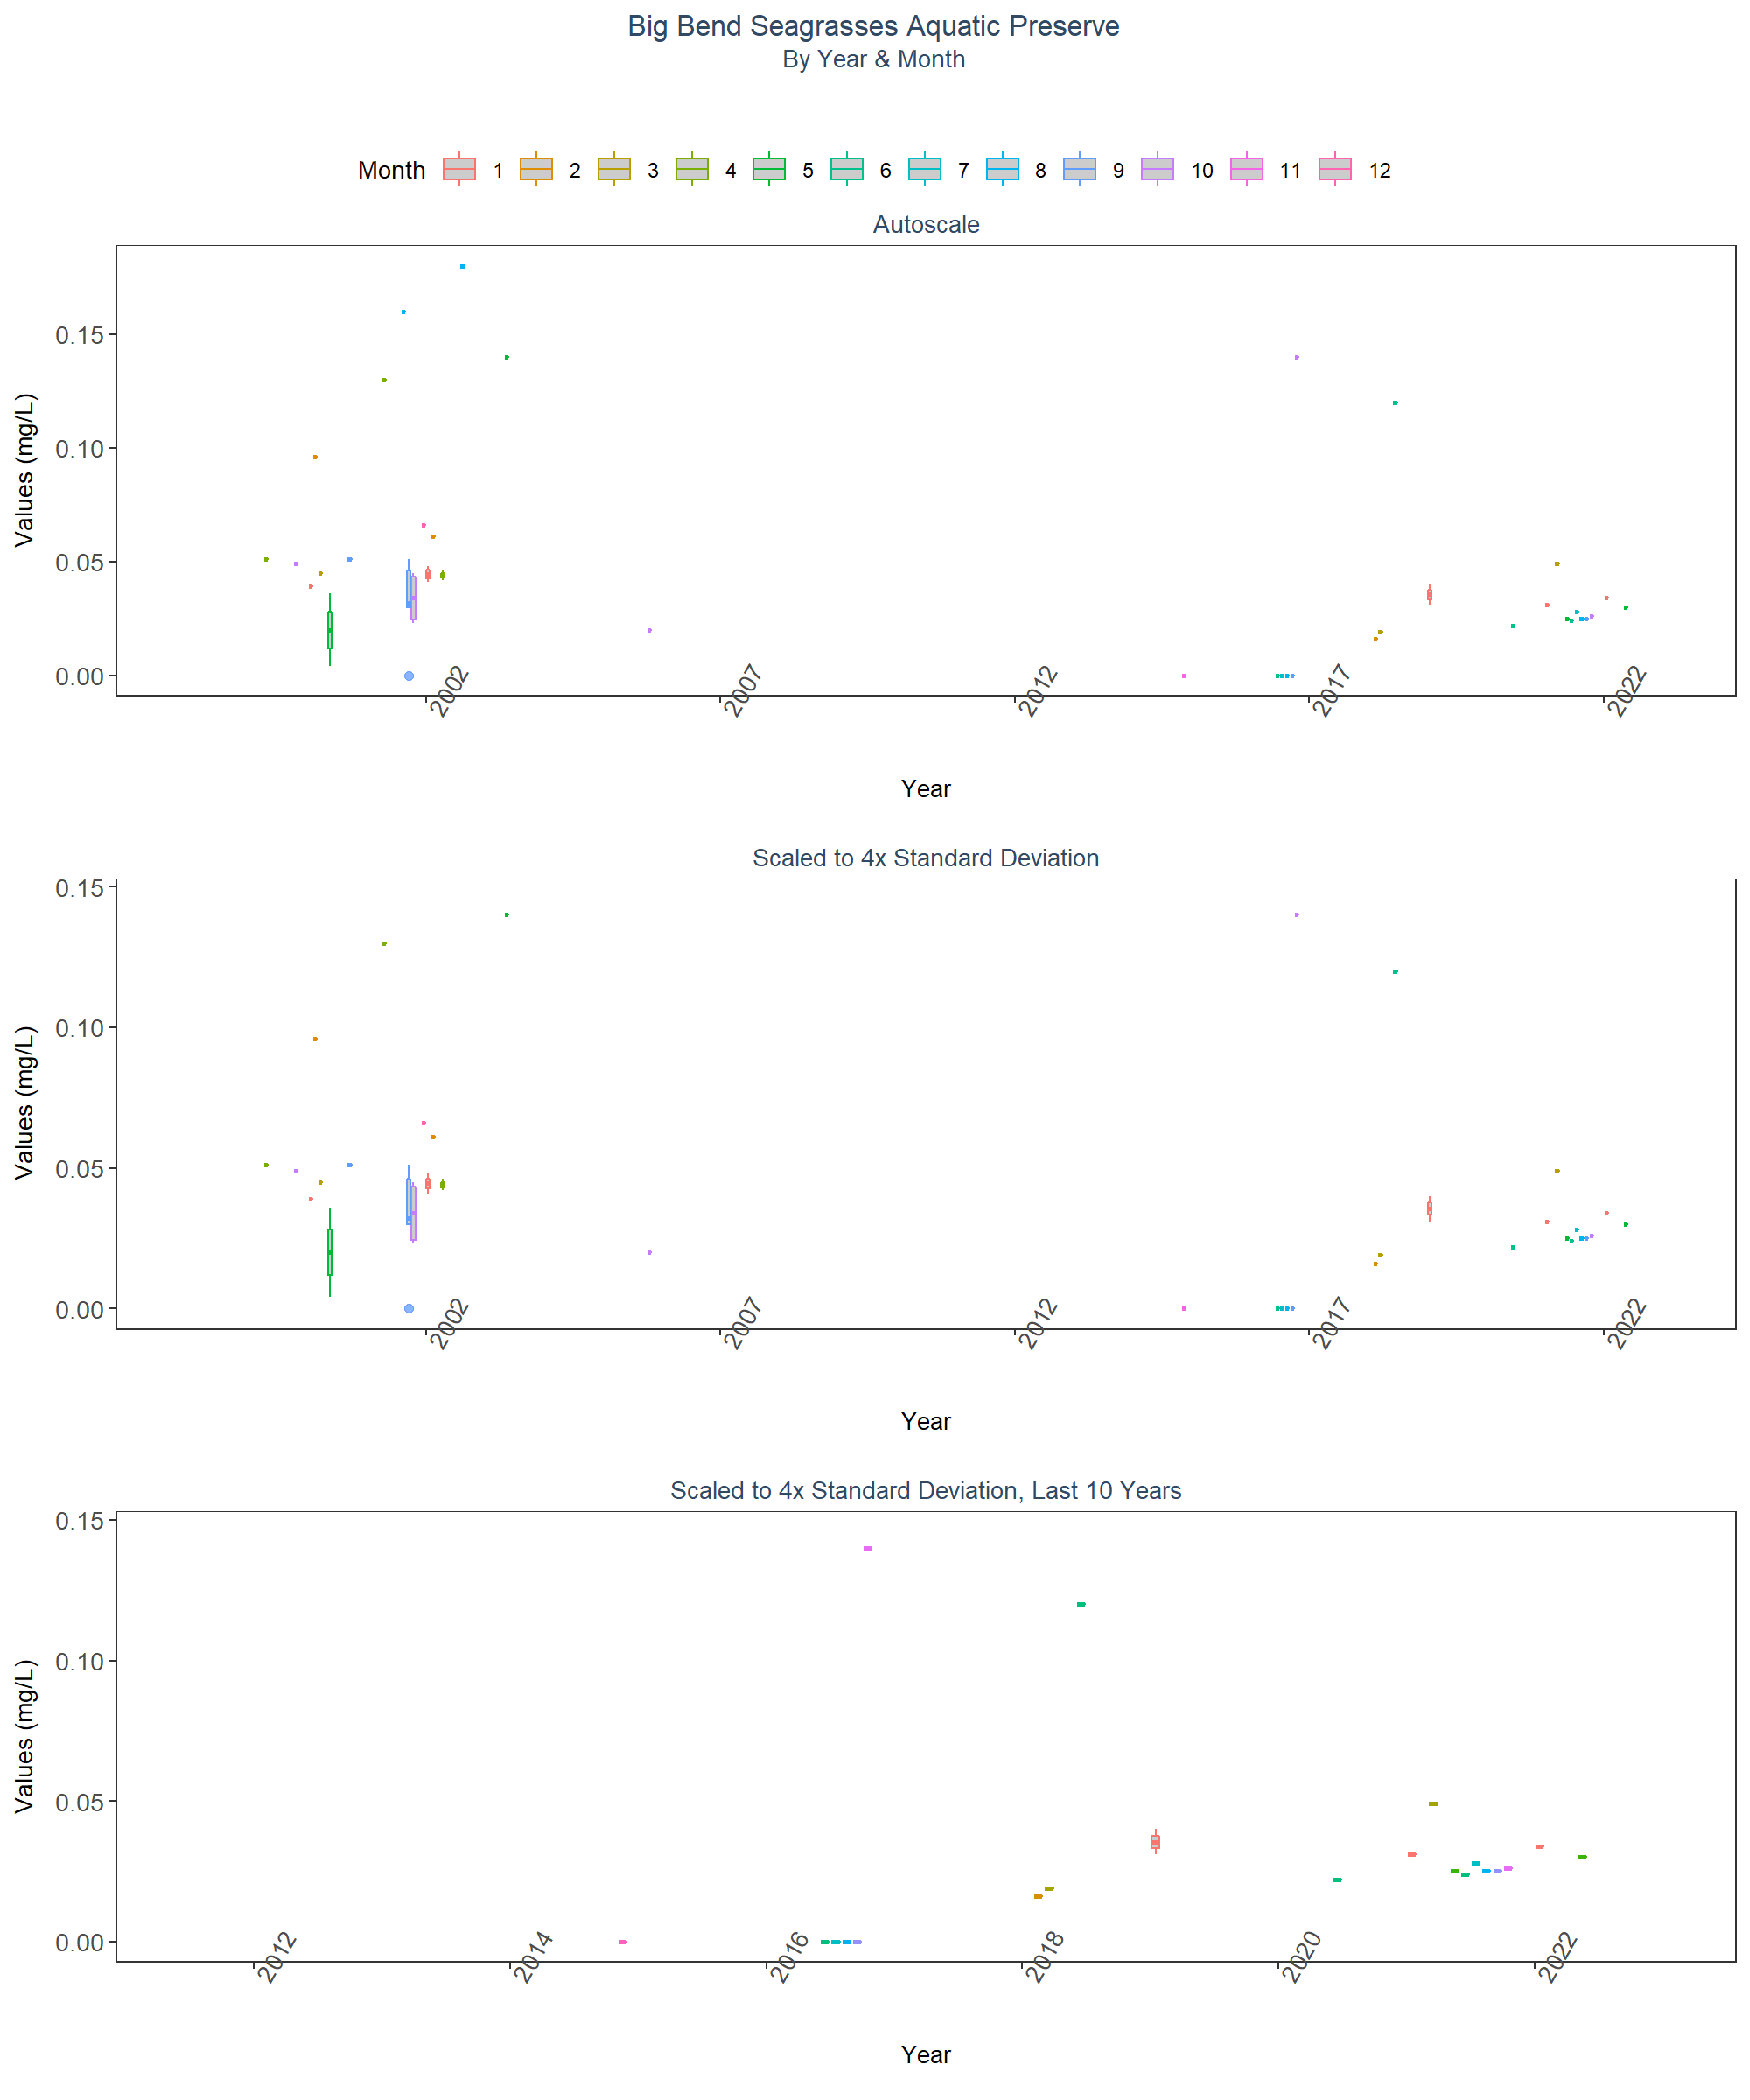 Big Bend Seagrasses Aquatic Preserve
By Year & Month
Month 1 2 3 4 5 6 7 8 9 10 11 12
Autoscale
Values (mg/L)
0.15
0.10
0.05
0.00
2002 2007 2012 2017 2022
Year
Scaled to 4x Standard Deviation
Values (mg/L)
0.15
0.10
0.05
0.00
2002 2007 2012 2017 2022
Year
Scaled to 4x Standard Deviation, Last 10 Years
Values (mg/L)
0.15
0.10
0.05
0.00
2012 2014 2016 2018 2020 2022
Year